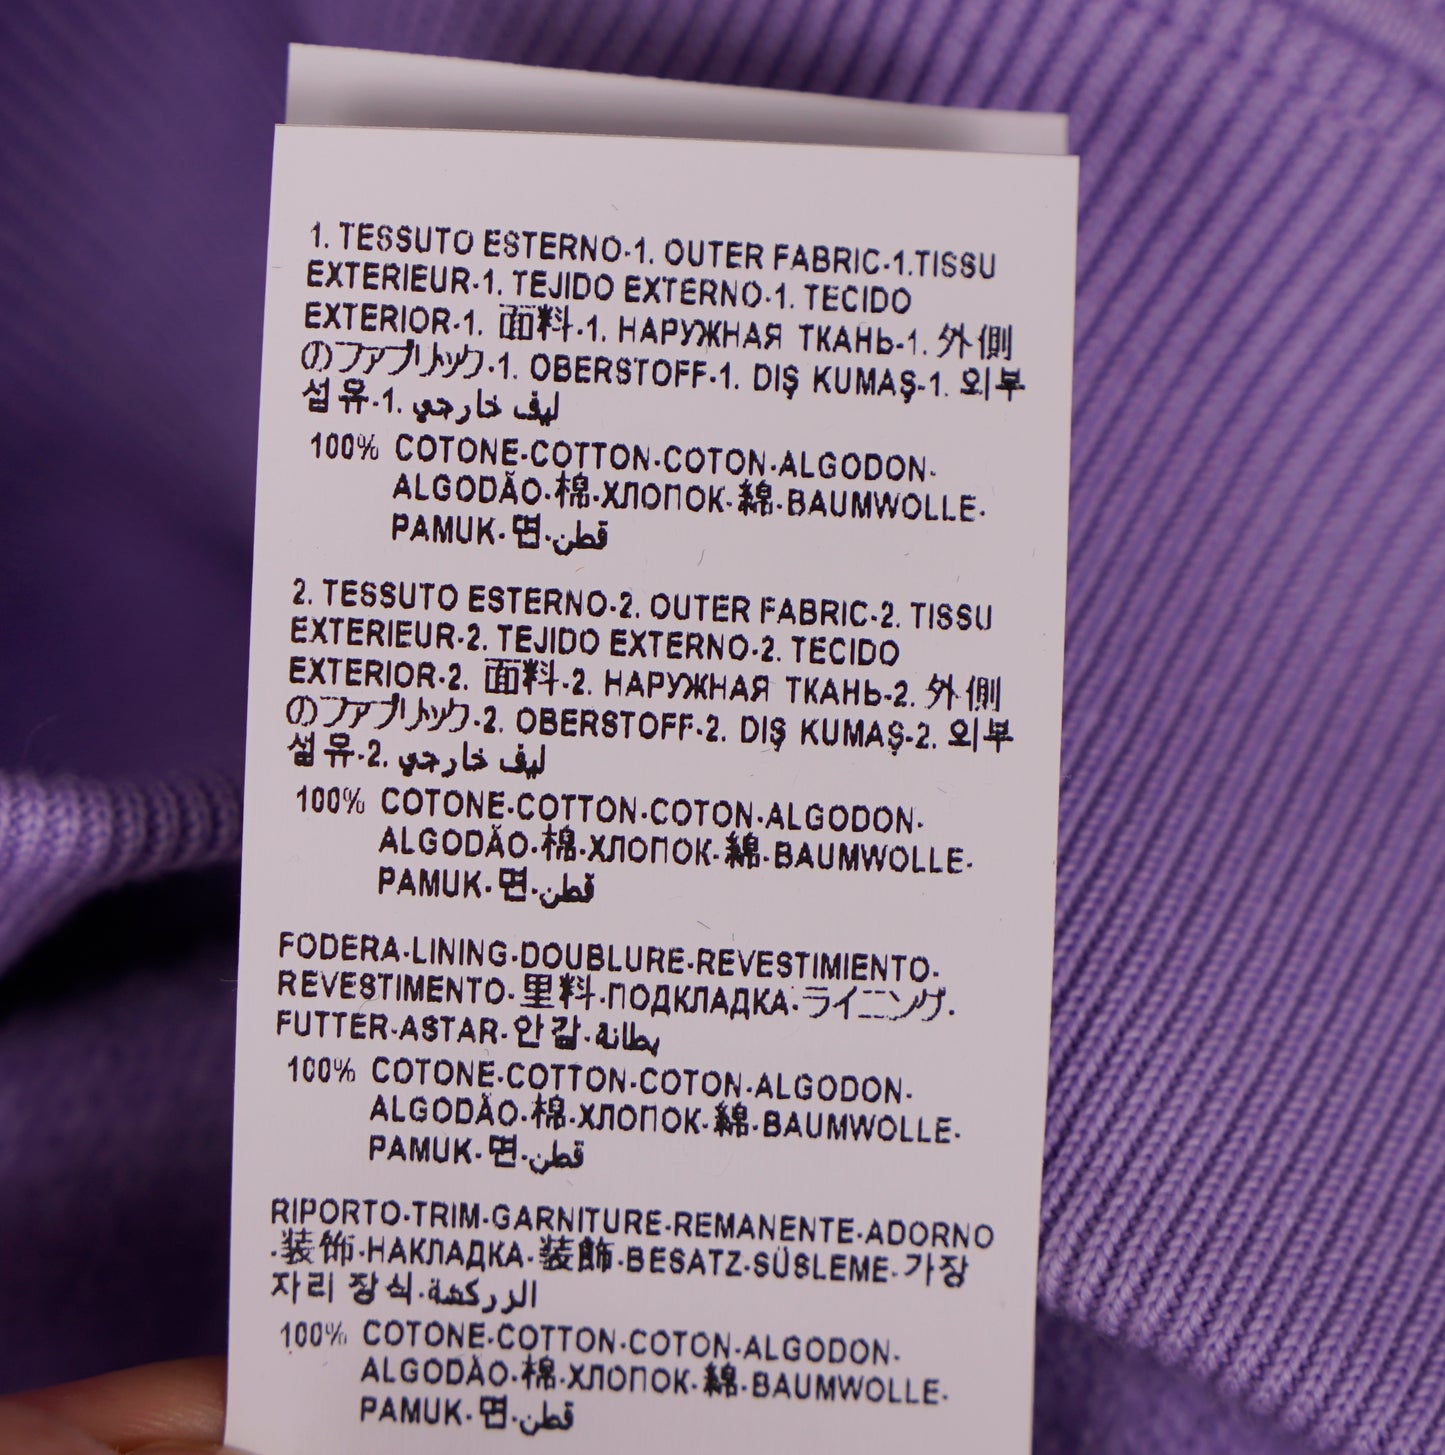 1. TESSUTO ESTERNO-1. OUTER FABRIC-1.TISSU
EXTERIEUR-1. TEJIDO EXTERNO-1. TECIDO
EXTERIOR-1. 面料-1. НАРУЖНАЯ ТКАНЬ-1. 外側
のファブリック-1. OBERSTOFF-1. DIŞ KUMAŞ-1. 외부
섬유-1. ليف خارجي
100% COTONE-COTTON-COTON-ALGODON-
ALGODÃO-棉-ХЛОПОК-綿-BAUMWOLLE-
PAMUK-면-قطن
2. TESSUTO ESTERNO-2. OUTER FABRIC-2. TISSU
EXTERIEUR-2. TEJIDO EXTERNO-2. TECIDO
EXTERIOR-2. 面料-2. НАРУЖНАЯ ТКАНЬ-2. 外側
のファブリック-2. OBERSTOFF-2. DIŞ KUMAŞ-2. 외부
섬유-2. ليف خارجي
100% COTONE-COTTON-COTON-ALGODON-
ALGODÃO-棉-ХЛОПОК-綿-BAUMWOLLE-
PAMUK-면-قطن
FODERA-LINING-DOUBLURE-REVESTIMIENTO-
REVESTIMENTO-里料-ПОДКЛАДКА-ライニング-
FUTTER-ASTAR-안감-بطانة
100% COTONE-COTTON-COTON-ALGODON-
ALGODÃO-棉-ХЛОПОК-綿-BAUMWOLLE-
PAMUK-면-قطن
RIPORTO-TRIM-GARNITURE-REMANENTE-ADORNO
-装饰-НАКЛАДКА-装飾-BESATZ-SÜSLEME-가장
자리 장식-الزركشة
100% COTONE-COTTON-COTON-ALGODON-
ALGODÃO-棉-ХЛОПОК-綿-BAUMWOLLE-
PAMUK-면-قطن